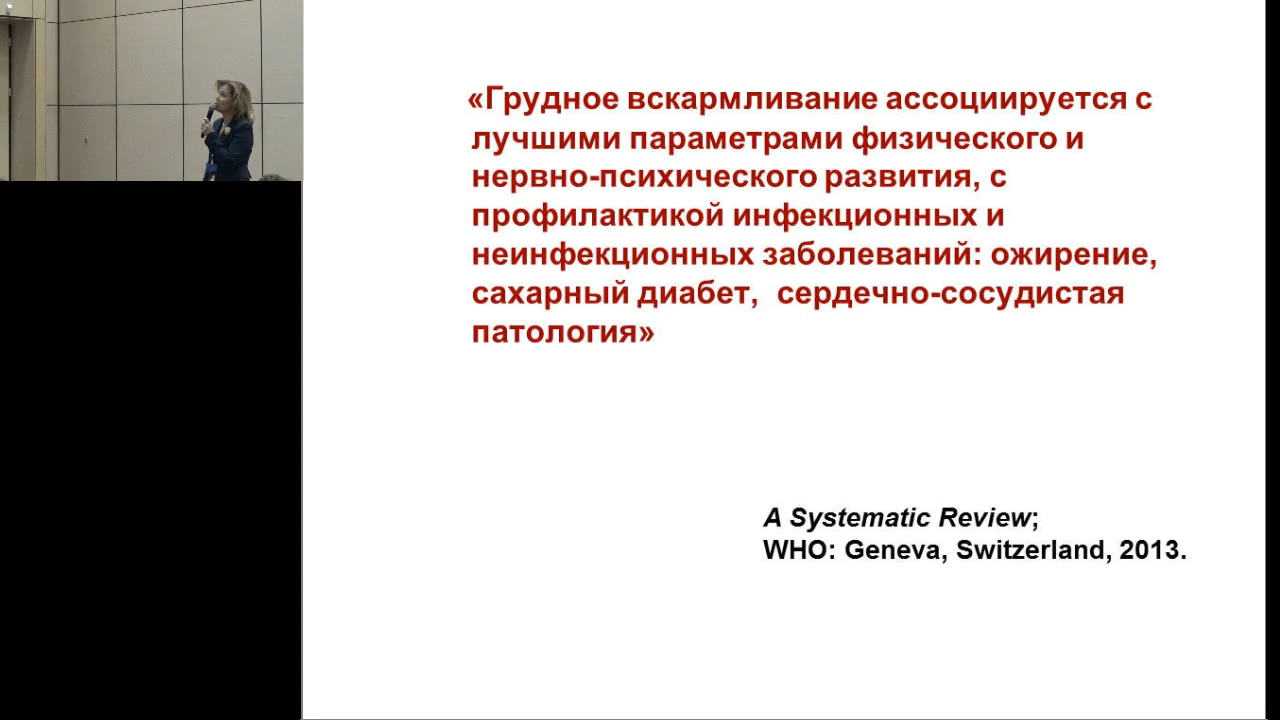 «Грудное вскармливание ассоциируется с
лучшими параметрами физического и
нервно-психического развития, с
профилактикой инфекционных и
неинфекционных заболеваний: ожирение,
сахарный диабет, сердечно-сосудистая
патология»
A Systematic Review;
WHO: Geneva, Switzerland, 2013.